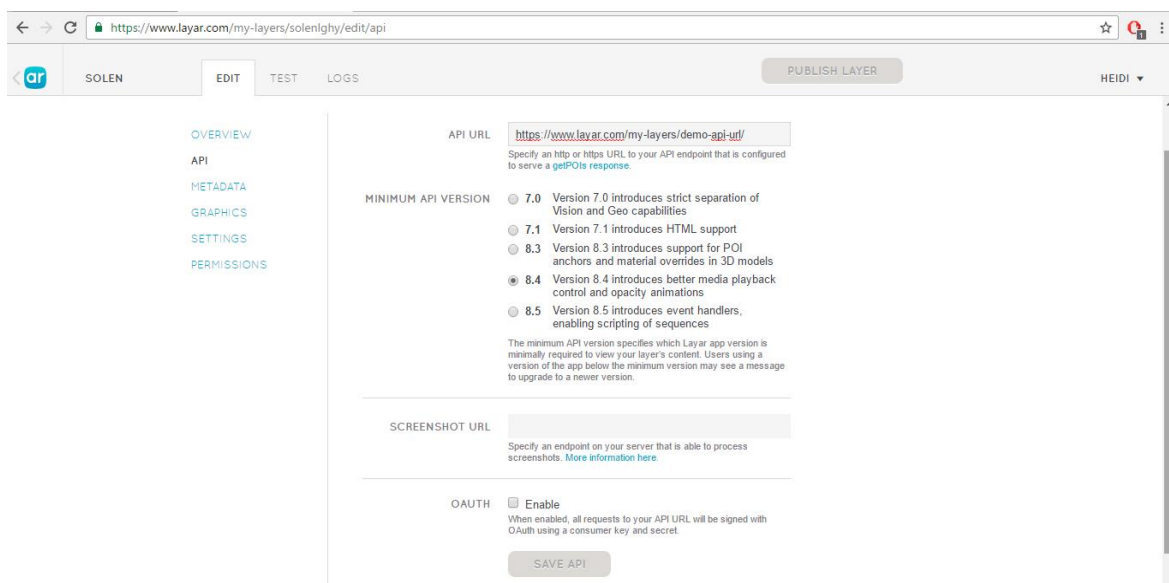 https://www.layar.com/my-layers/solenlghy/edit/api
1
ar
SOLEN
EDIT
TEST
LOGS
PUBLISH LAYER
HEIDI
OVERVIEW
API
METADATA
GRAPHICS
SETTINGS
PERMISSIONS
API URL
https://www.layar.com/my-layers/demo-api-url/
Specify an http or https URL to your API endpoint that is configured
to serve a getPOIs response.
MINIMUM API VERSION
7.0 Version 7.0 introduces strict separation of
Vision and Geo capabilities
7.1 Version 7.1 introduces HTML support
8.3 Version 8.3 introduces support for POI
anchors and material overrides in 3D models
8.4 Version 8.4 introduces better media playback
control and opacity animations
8.5 Version 8.5 introduces event handlers,
enabling scripting of sequences
The minimum API version specifies which Layar app version is
minimally required to view your layer's content. Users using a
version of the app below the minimum version may see a message
to upgrade to a newer version.
SCREENSHOT URL
Specify an endpoint on your server that is able to process
screenshots. More information here.
OAUTH
Enable
When enabled, all requests to your API URL will be signed with
OAuth using a consumer key and secret.
SAVE API